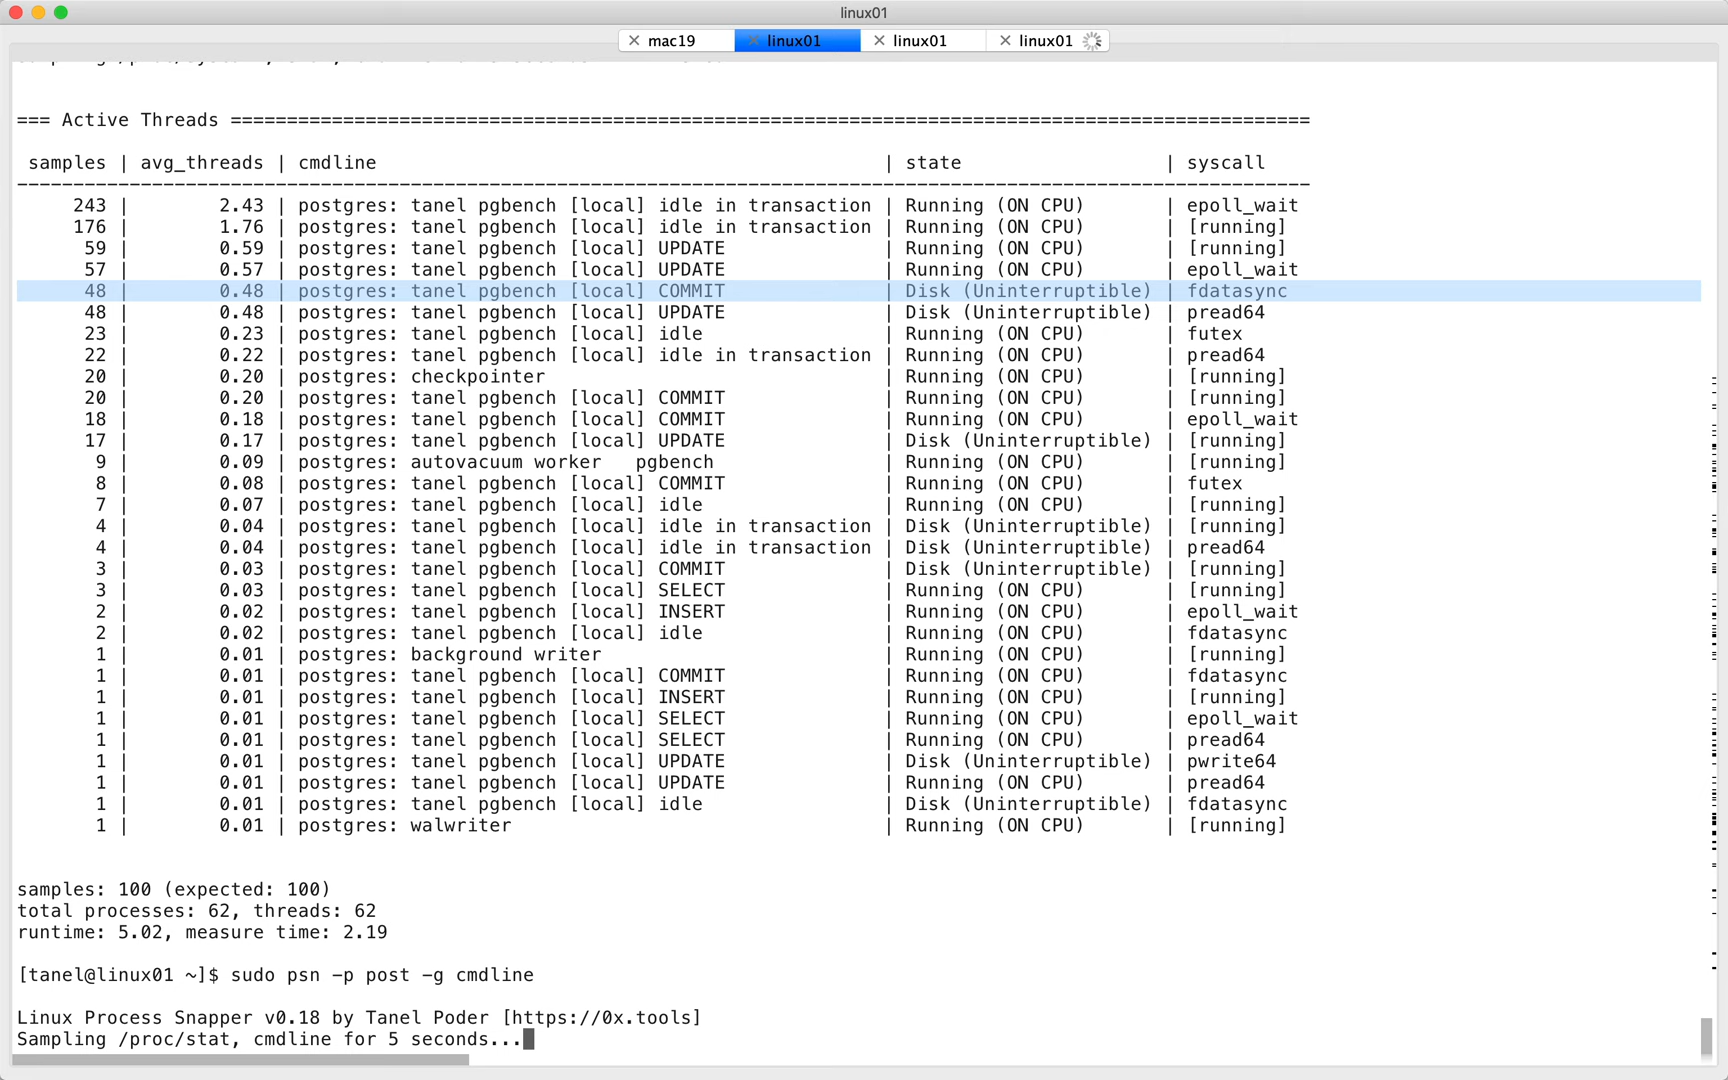 linux01
mac19 linux01 linux01 linux01
=== Active Threads ================================================================================================
samples | avg_threads | cmdline | state | syscall
-------------------------------------------------------------------------------------------------------------------
243 | 2.43 | postgres: tanel pgbench [local] idle in transaction | Running (ON CPU) | epoll_wait
176 | 1.76 | postgres: tanel pgbench [local] idle in transaction | Running (ON CPU) | [running]
59 | 0.59 | postgres: tanel pgbench [local] UPDATE | Running (ON CPU) | [running]
57 | 0.57 | postgres: tanel pgbench [local] UPDATE | Running (ON CPU) | epoll_wait
48 | 0.48 | postgres: tanel pgbench [local] COMMIT | Disk (Uninterruptible) | fdatasync
48 | 0.48 | postgres: tanel pgbench [local] UPDATE | Disk (Uninterruptible) | pread64
23 | 0.23 | postgres: tanel pgbench [local] idle | Running (ON CPU) | futex
22 | 0.22 | postgres: tanel pgbench [local] idle in transaction | Running (ON CPU) | pread64
20 | 0.20 | postgres: checkpointer | Running (ON CPU) | [running]
20 | 0.20 | postgres: tanel pgbench [local] COMMIT | Running (ON CPU) | [running]
18 | 0.18 | postgres: tanel pgbench [local] COMMIT | Running (ON CPU) | epoll_wait
17 | 0.17 | postgres: tanel pgbench [local] UPDATE | Disk (Uninterruptible) | [running]
9 | 0.09 | postgres: autovacuum worker   pgbench | Running (ON CPU) | [running]
8 | 0.08 | postgres: tanel pgbench [local] COMMIT | Running (ON CPU) | futex
7 | 0.07 | postgres: tanel pgbench [local] idle | Running (ON CPU) | [running]
4 | 0.04 | postgres: tanel pgbench [local] idle in transaction | Disk (Uninterruptible) | [running]
4 | 0.04 | postgres: tanel pgbench [local] idle in transaction | Disk (Uninterruptible) | pread64
3 | 0.03 | postgres: tanel pgbench [local] COMMIT | Disk (Uninterruptible) | [running]
3 | 0.03 | postgres: tanel pgbench [local] SELECT | Running (ON CPU) | [running]
2 | 0.02 | postgres: tanel pgbench [local] INSERT | Running (ON CPU) | epoll_wait
2 | 0.02 | postgres: tanel pgbench [local] idle | Running (ON CPU) | fdatasync
1 | 0.01 | postgres: background writer | Running (ON CPU) | [running]
1 | 0.01 | postgres: tanel pgbench [local] COMMIT | Running (ON CPU) | fdatasync
1 | 0.01 | postgres: tanel pgbench [local] INSERT | Running (ON CPU) | [running]
1 | 0.01 | postgres: tanel pgbench [local] SELECT | Running (ON CPU) | epoll_wait
1 | 0.01 | postgres: tanel pgbench [local] SELECT | Running (ON CPU) | pread64
1 | 0.01 | postgres: tanel pgbench [local] UPDATE | Disk (Uninterruptible) | pwrite64
1 | 0.01 | postgres: tanel pgbench [local] UPDATE | Running (ON CPU) | pread64
1 | 0.01 | postgres: tanel pgbench [local] idle | Disk (Uninterruptible) | fdatasync
1 | 0.01 | postgres: walwriter | Running (ON CPU) | [running]
samples: 100 (expected: 100)
total processes: 62, threads: 62
runtime: 5.02, measure time: 2.19
[tanel@linux01 ~]$ sudo psn -p post -g cmdline
Linux Process Snapper v0.18 by Tanel Poder [https://0x.tools]
Sampling /proc/stat, cmdline for 5 seconds...